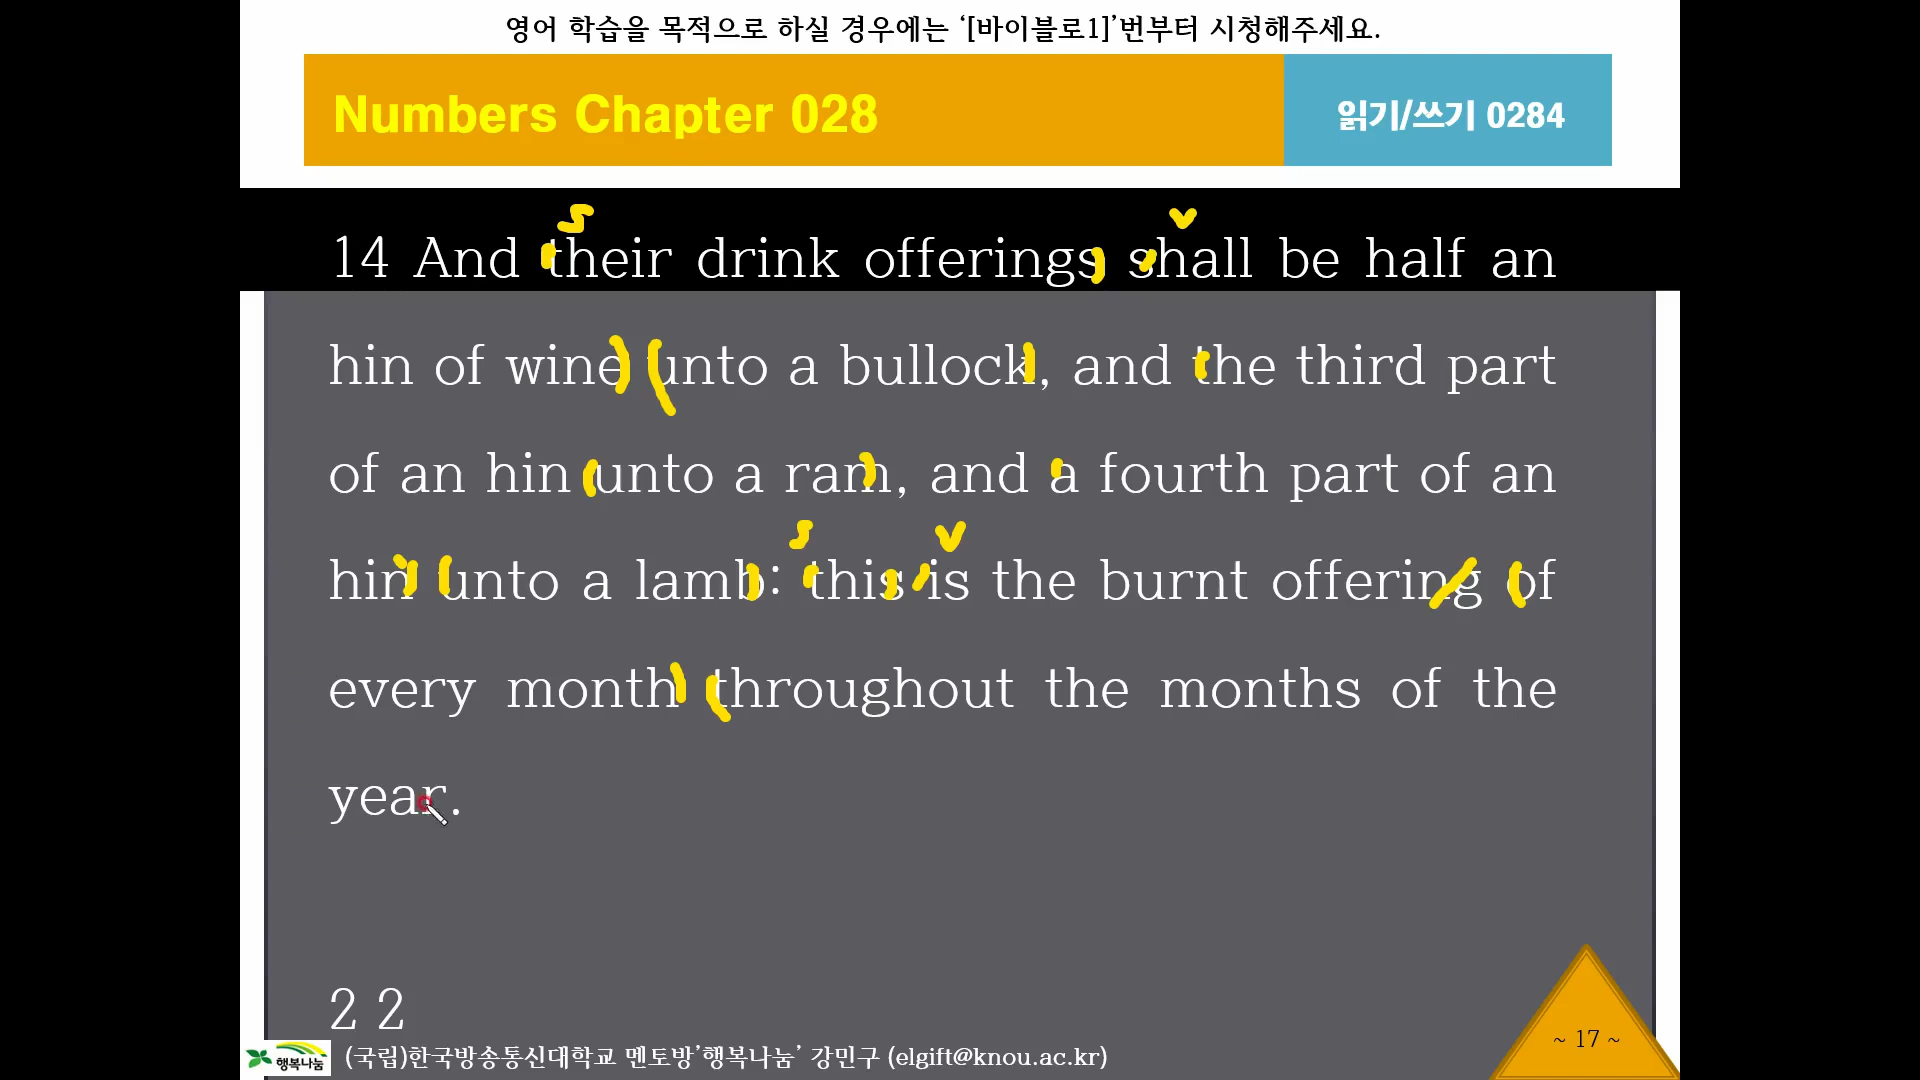 영어 학습을 목적으로 하실 경우에는 ‘[바이블로1]’번부터 시청해주세요.
Numbers Chapter 028
읽기/쓰기 0284
S V
14 And their drink offerings shall be half an
hin of wine unto a bullock, and the third part
of an hin unto a ram, and a fourth part of an
S V
hin unto a lamb: this is the burnt offering of
every month throughout the months of the
year.
2 2
~ 17 ~
행복나눔 (국립)한국방송통신대학교 멘토방’행복나눔’ 강민구 (elgift@knou.ac.kr)